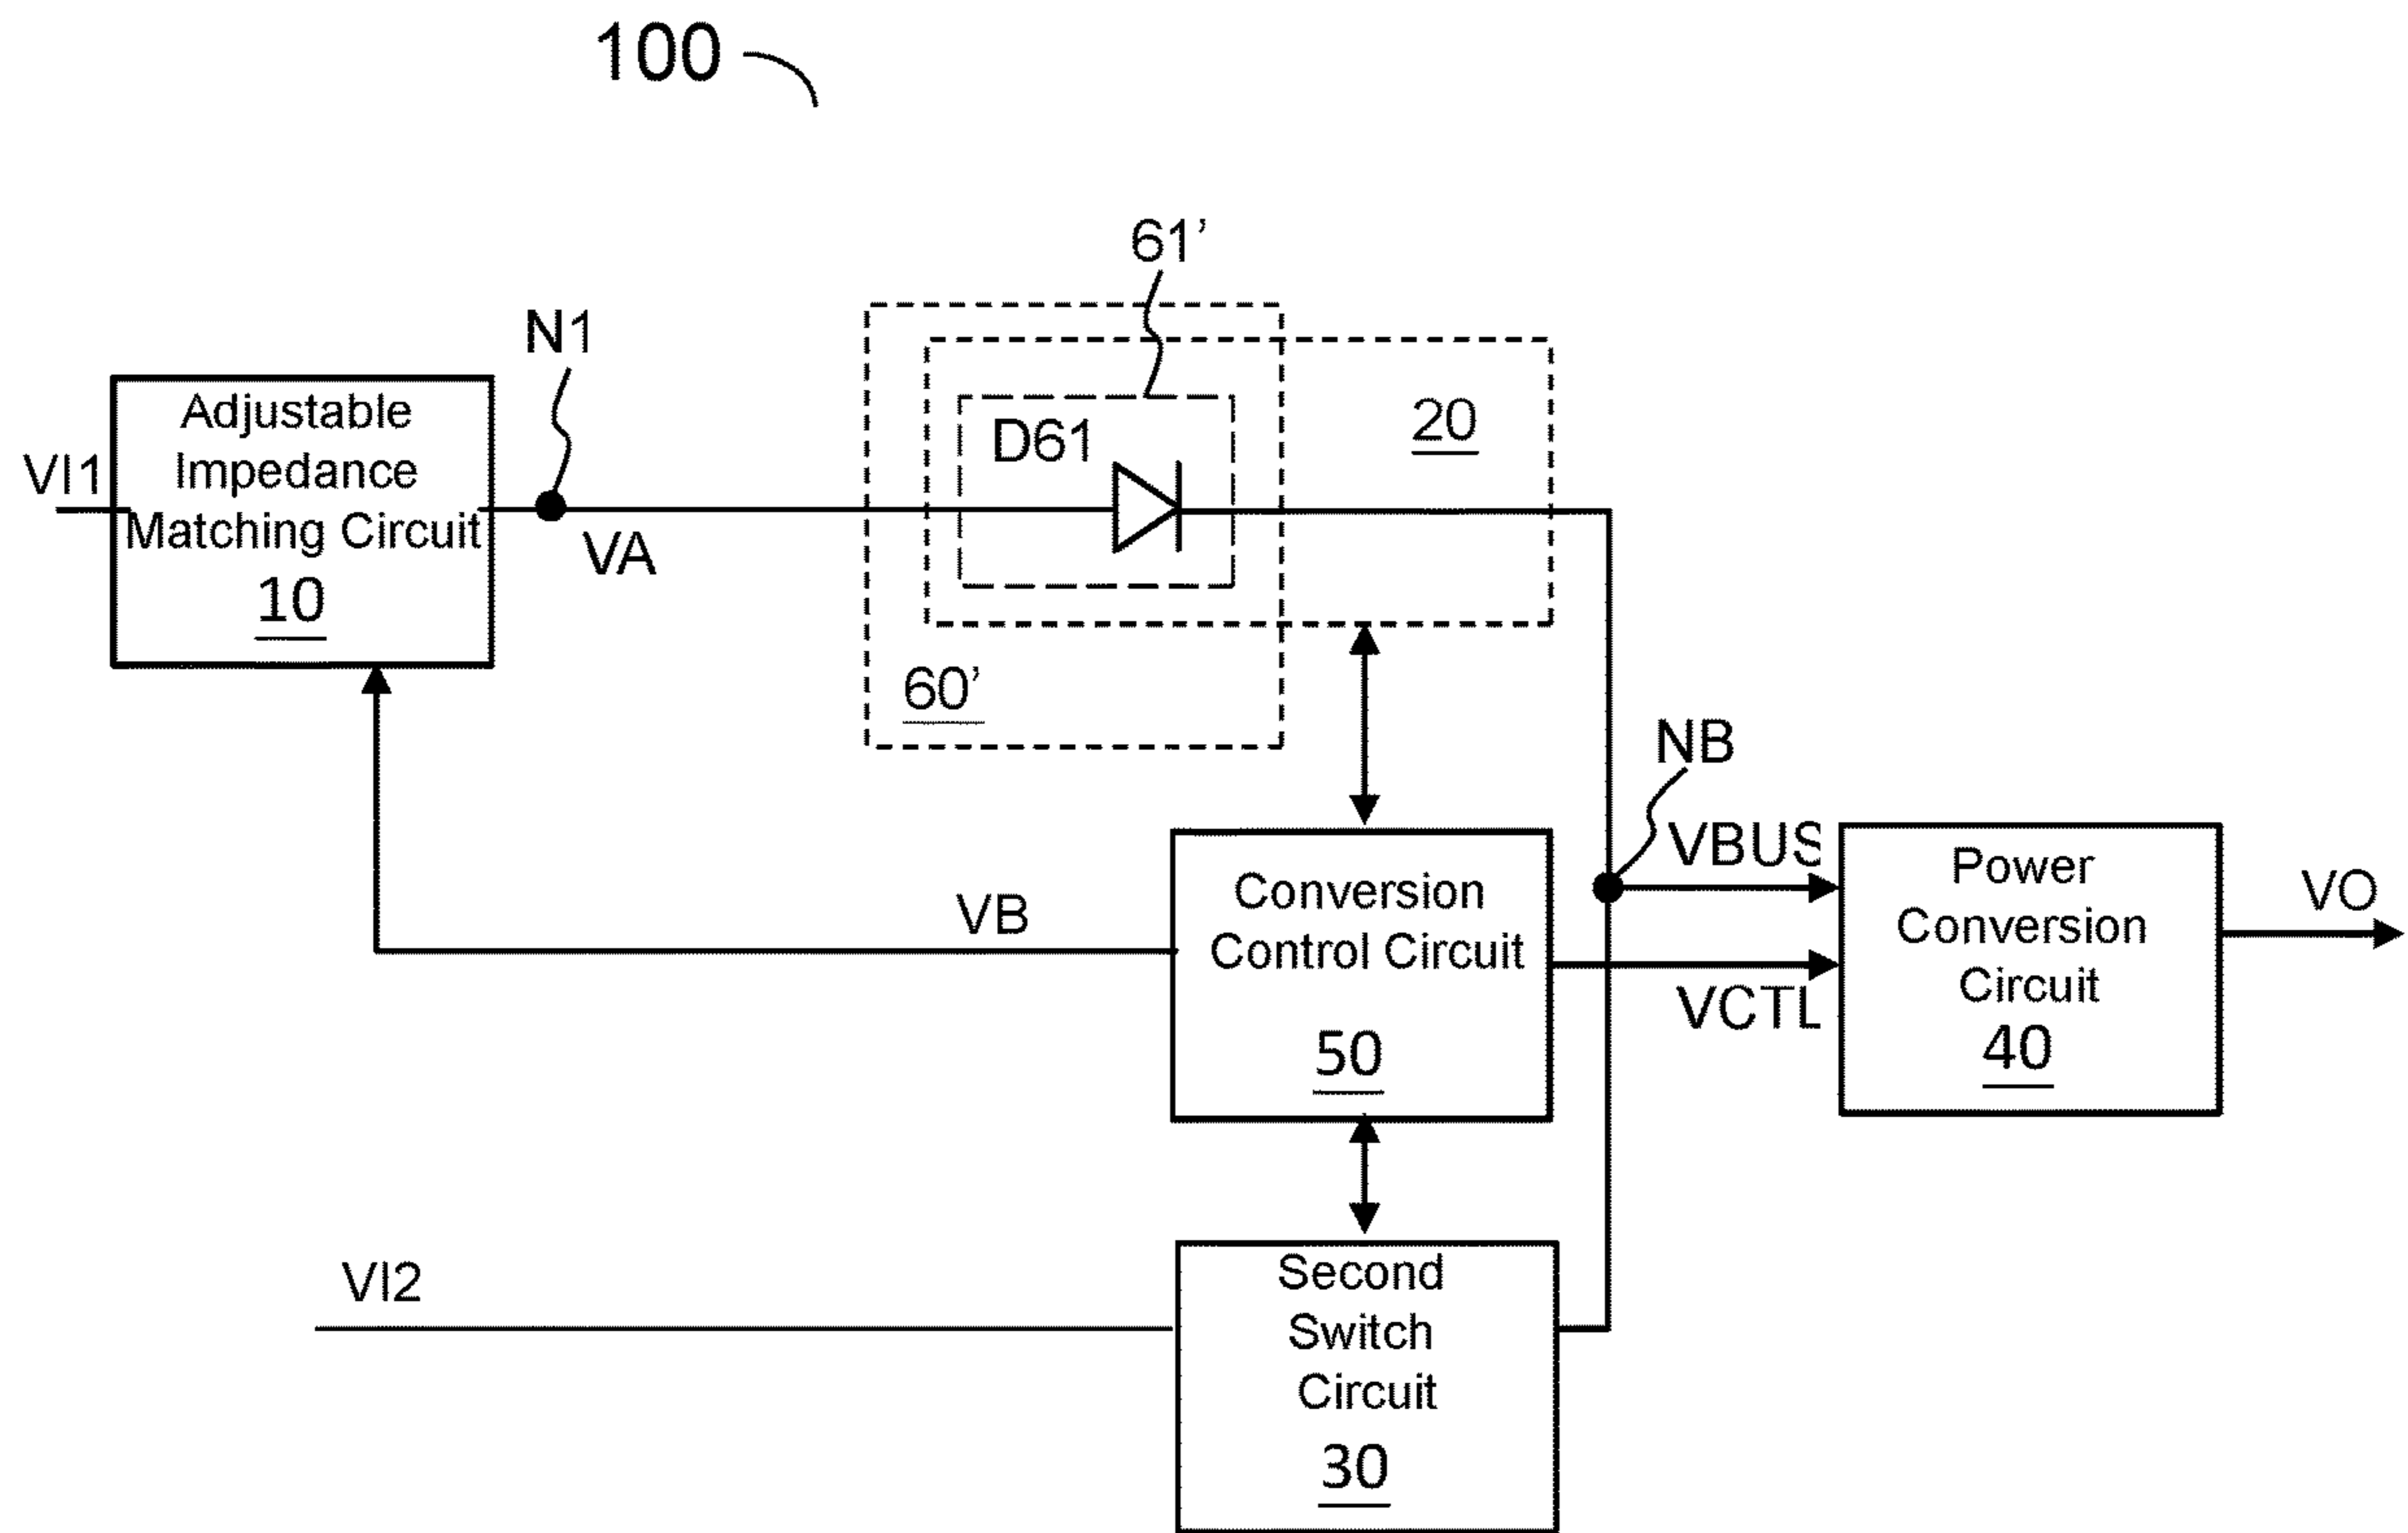 100
61'
N1
D61
20
Adjustable
Impedance
Matching Circuit
10
VI1
VA
60'
NB
VBUS
Power
Conversion
Circuit
40
VO
VB
Conversion
Control Circuit
50
VCTL
VI2
Second
Switch
Circuit
30